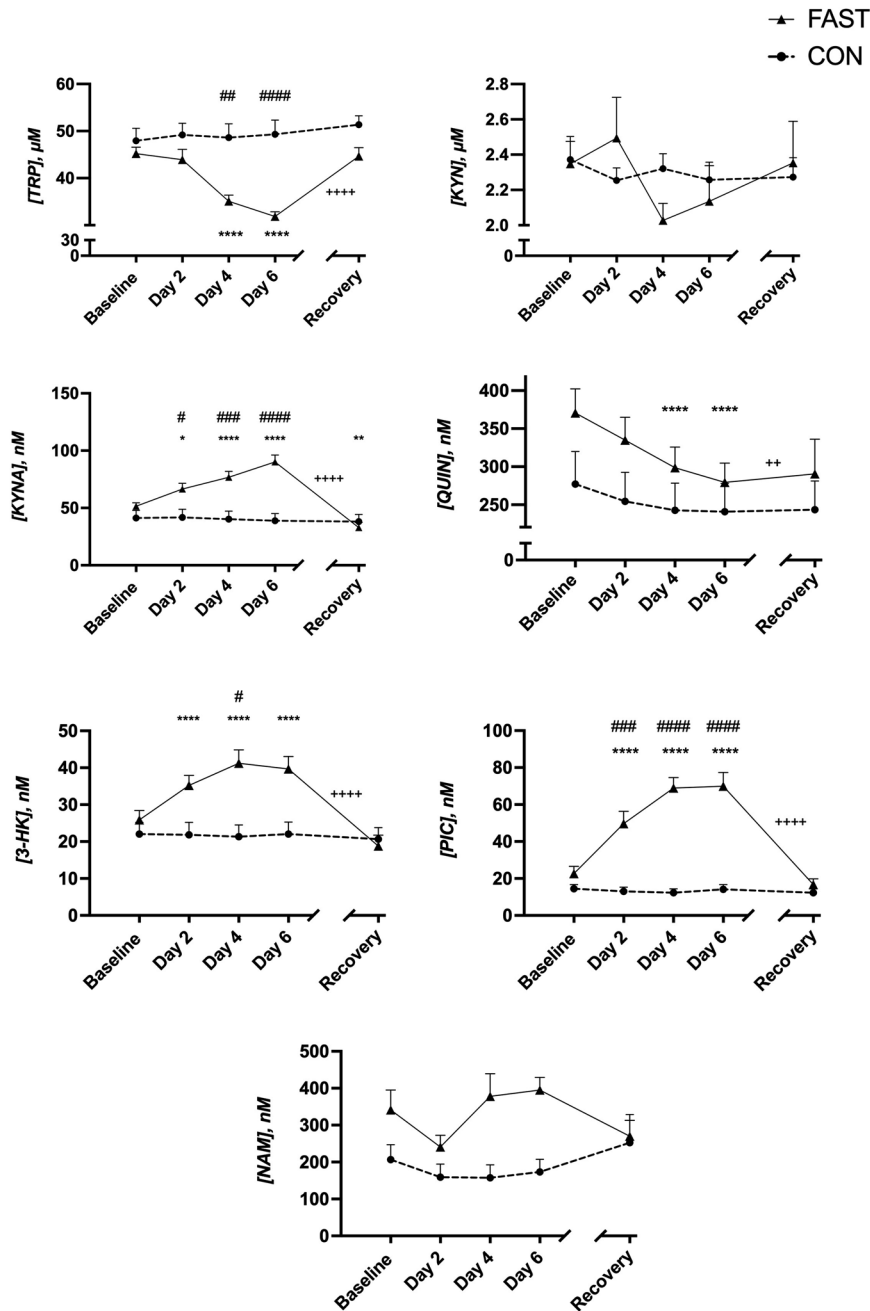 FAST
CON
60
50
40
30
0
[TRP], µM
## ####
++++
**** ****
Baseline Day 2 Day 4 Day 6 Recovery
2.8
2.6
2.4
2.2
2.0
0
[KYN], µM
Baseline Day 2 Day 4 Day 6 Recovery
150
100
50
0
[KYNA], nM
# ### ####
* **** **** **
++++
Baseline Day 2 Day 4 Day 6 Recovery
400
350
300
250
0
[QUIN], nM
**** ****
++
Baseline Day 2 Day 4 Day 6 Recovery
50
40
30
20
10
0
[3-HK], nM
#
**** **** ****
++++
Baseline Day 2 Day 4 Day 6 Recovery
100
80
60
40
20
0
[PIC], nM
### #### ####
**** **** ****
++++
Baseline Day 2 Day 4 Day 6 Recovery
500
400
300
200
100
0
[NAM], nM
Baseline Day 2 Day 4 Day 6 Recovery